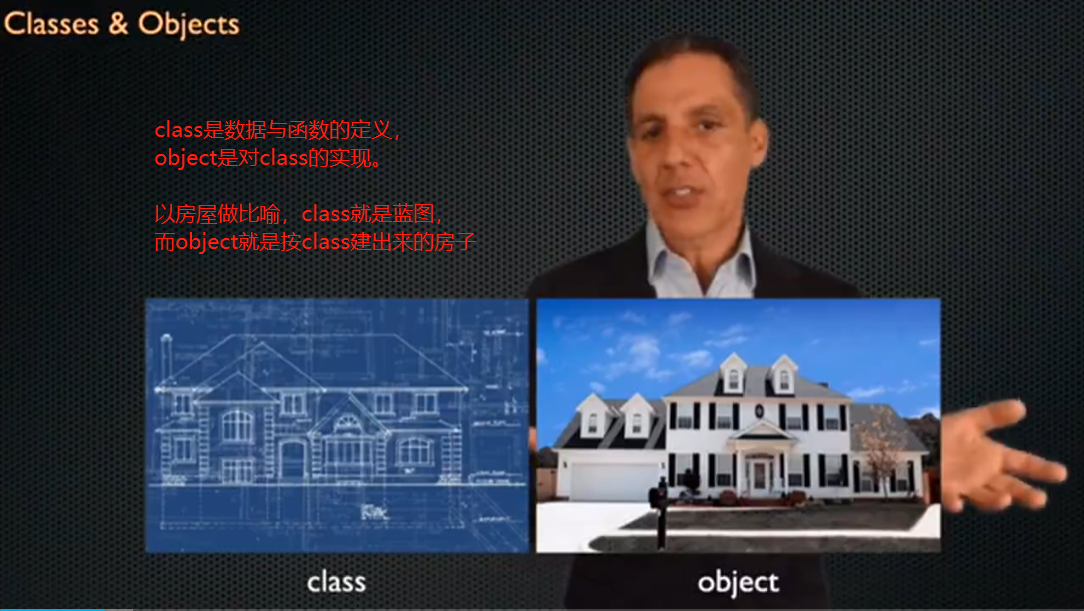 Classes & Objects
class是数据与函数的定义，
object是对class的实现。
以房屋做比喻，class就是蓝图，
而object就是按class建出来的房子
class
object